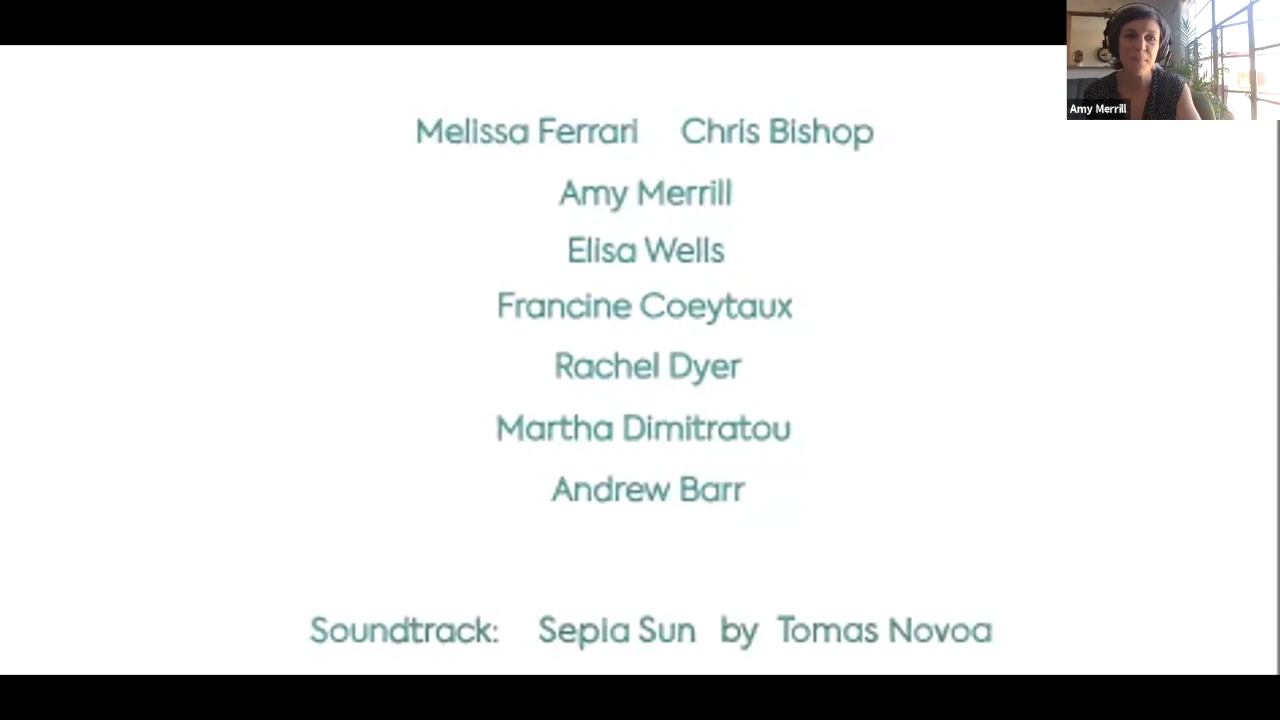 Amy Merrill
Melissa Ferrari Chris Bishop
Amy Merrill
Elisa Wells
Francine Coeytaux
Rachel Dyer
Martha Dimitratou
Andrew Barr
Soundtrack: Sepia Sun by Tomas Novoa